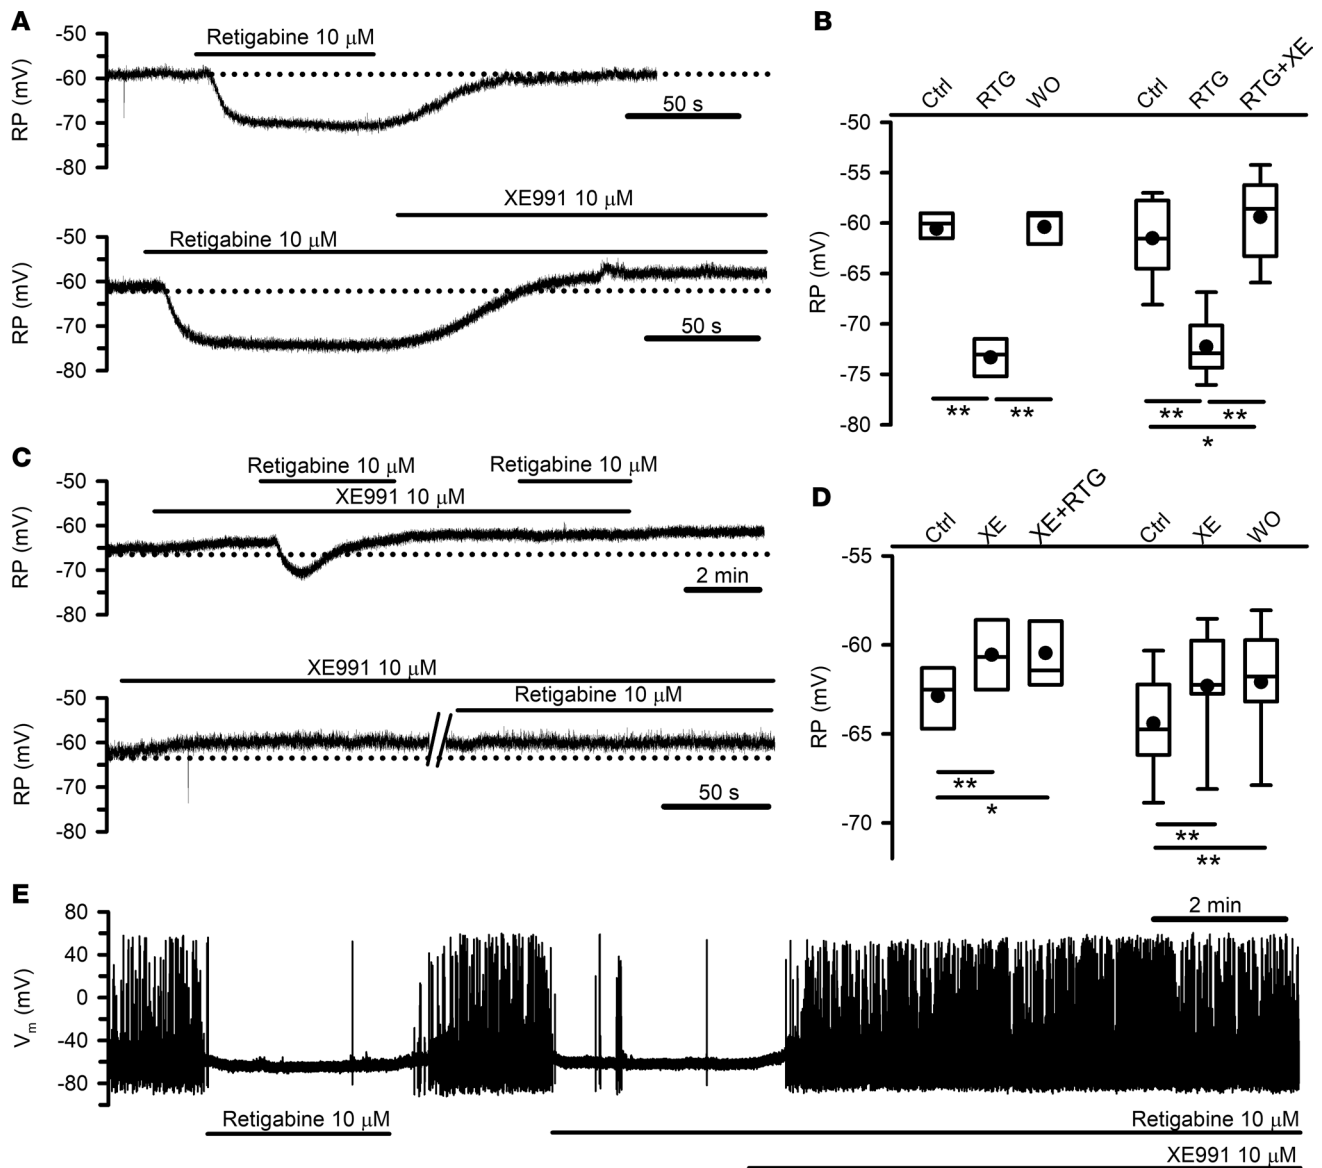 A
-50
-60
-70
-80
RP (mV)
Retigabine 10 μM
50 s
XE991 10 μM
Retigabine 10 μM
-50
-60
-70
-80
RP (mV)
50 s
B
Ctrl RTG WO Ctrl RTG RTG+XE
-50
-55
-60
-65
-70
-75
-80
RP (mV)
** ** ** **
*
C
Retigabine 10 μM Retigabine 10 μM
XE991 10 μM
-50
-60
-70
-80
RP (mV)
2 min
XE991 10 μM
Retigabine 10 μM
-50
-60
-70
-80
RP (mV)
50 s
D
Ctrl XE XE+RTG Ctrl XE WO
-55
-60
-65
-70
RP (mV)
** **
* **
E
80
40
0
-40
-80
Vm (mV)
2 min
Retigabine 10 μM Retigabine 10 μM
XE991 10 μM